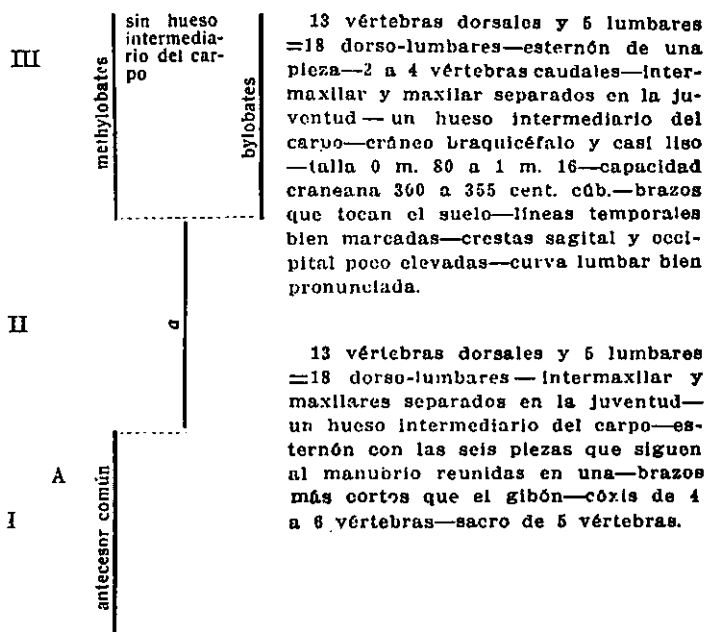 III
methylobates
sin hueso
intermedia-
rio del car-
po
bylobates
13 vértebras dorsales y 5 lumbares
=18 dorso-lumbares—esternón de una
pieza—2 a 4 vértebras caudales—inter-
maxilar y maxilar separados en la ju-
ventud — un hueso intermediario del
carpo—cráneo braquicéfalo y casi liso
—talla 0 m. 80 a 1 m. 16—capacidad
craneana 300 a 355 cent. cúb.—brazos
que tocan el suelo—líneas temporales
bien marcadas—crestas sagital y occi-
pital poco elevadas—curva lumbar bien
pronunciada.
II
a
13 vértebras dorsales y 5 lumbares
=18 dorso-lumbares — intermaxilar y
maxilares separados en la juventud—
un hueso intermediario del carpo—es-
ternón con las seis piezas que siguen
al manubrio reunidas en una—brazos
más cortos que el gibón—cóxis de 4
a 6 vértebras—sacro de 5 vértebras.
A
I
antecesor común